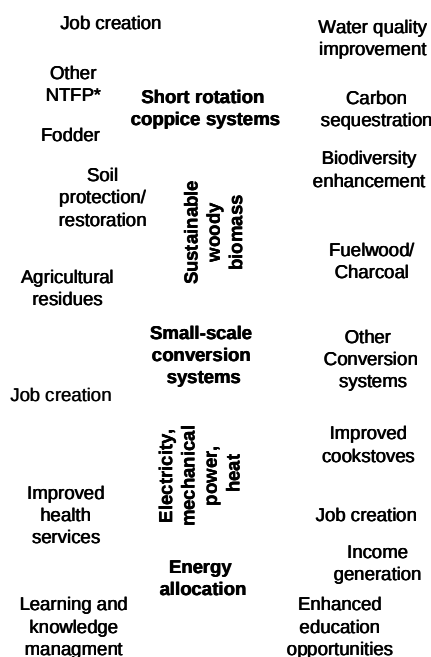 Job creation
Water quality
improvement
Other
NTFP*
Short rotation
coppice systems
Carbon
sequestration
Fodder
Biodiversity
enhancement
Soil
protection/
restoration
Sustainable
woody
biomass
Fuelwood/
Charcoal
Agricultural
residues
Small-scale
conversion
systems
Other
Conversion
systems
Job creation
Improved
cookstoves
Electricity,
mechanical
power,
heat
Improved
health
services
Job creation
Income
generation
Energy
allocation
Learning and
knowledge
managment
Enhanced
education
opportunities